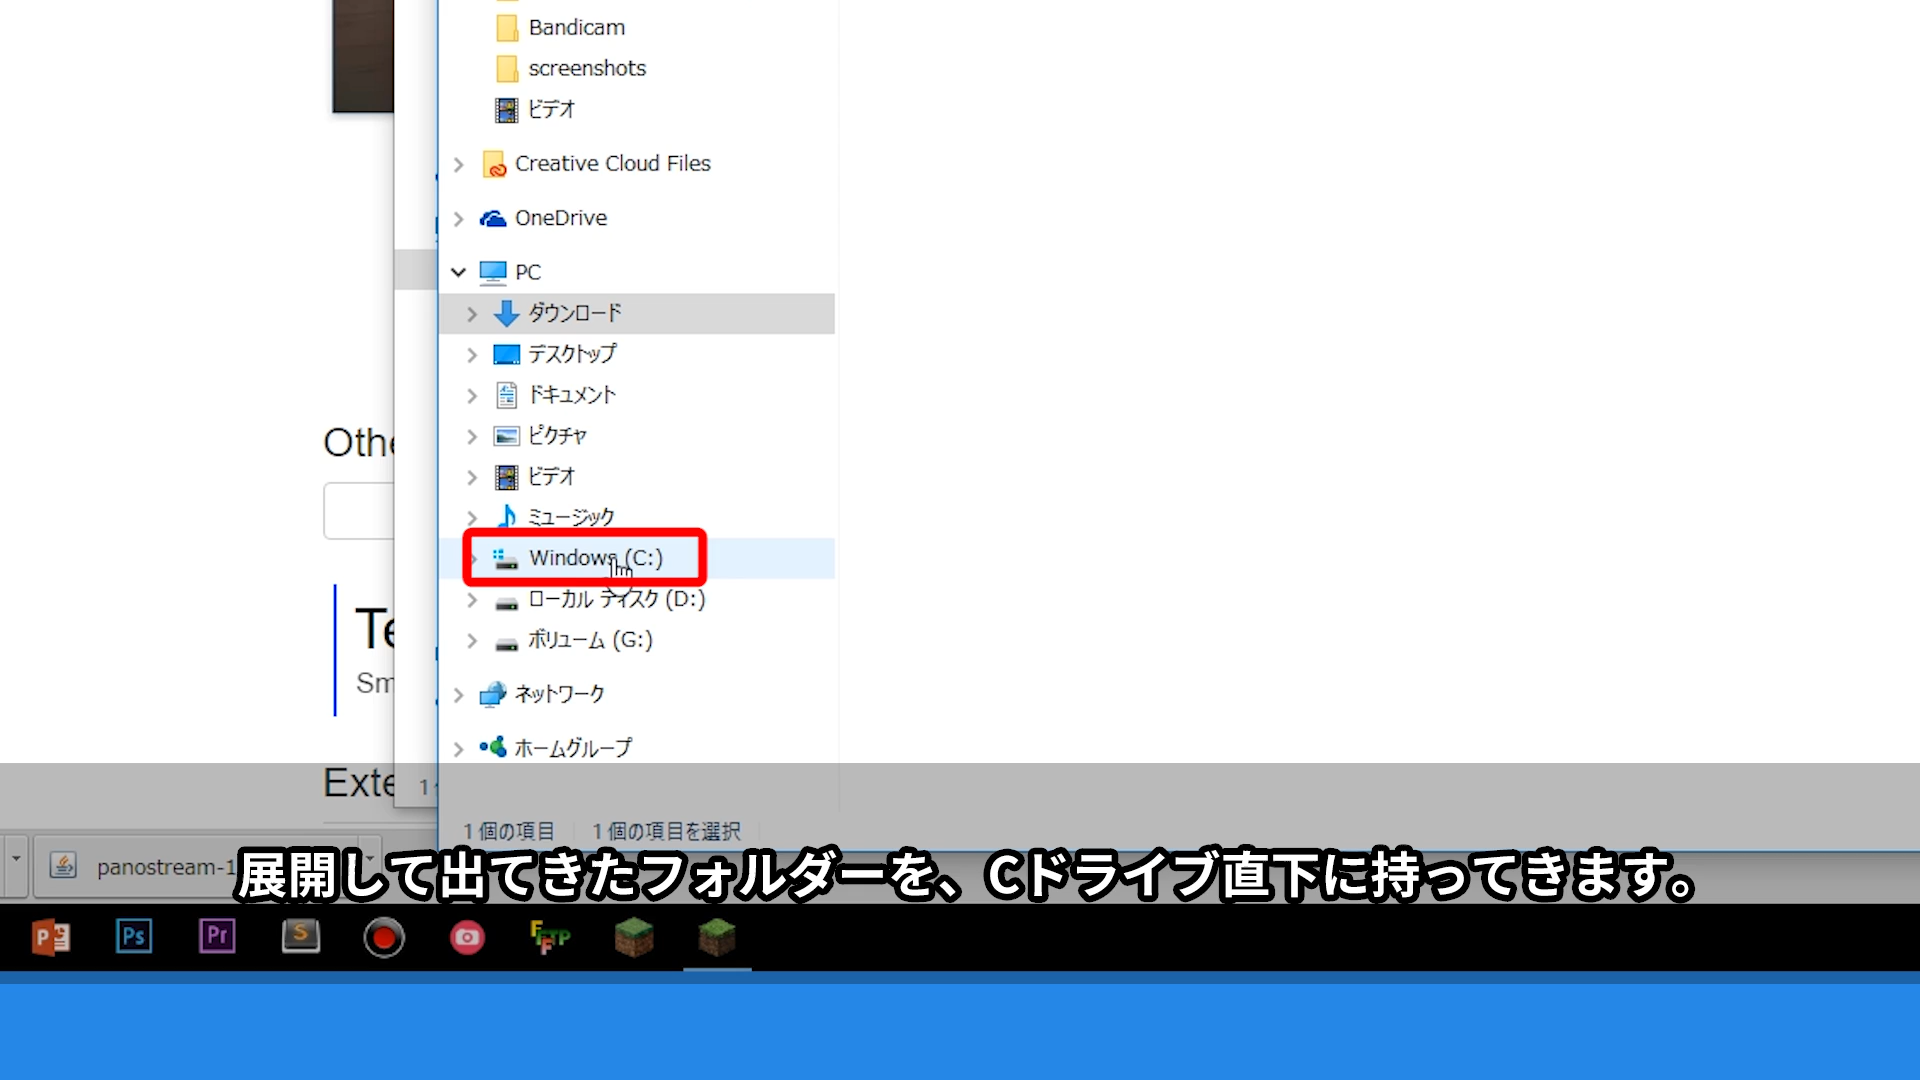 Bandicam
screenshots
ビデオ
Creative Cloud Files
OneDrive
PC
ダウンロード
デスクトップ
ドキュメント
ピクチャ
ビデオ
ミュージック
Windows (C:)
ローカル ディスク (D:)
ボリューム (G:)
ネットワーク
ホームグループ
Othe
Te
Sm
Exte
1個の項目 1個の項目を選択
panostream-1
展開して出てきたフォルダーを、Cドライブ直下に持ってきます。
Ps
Pr
S